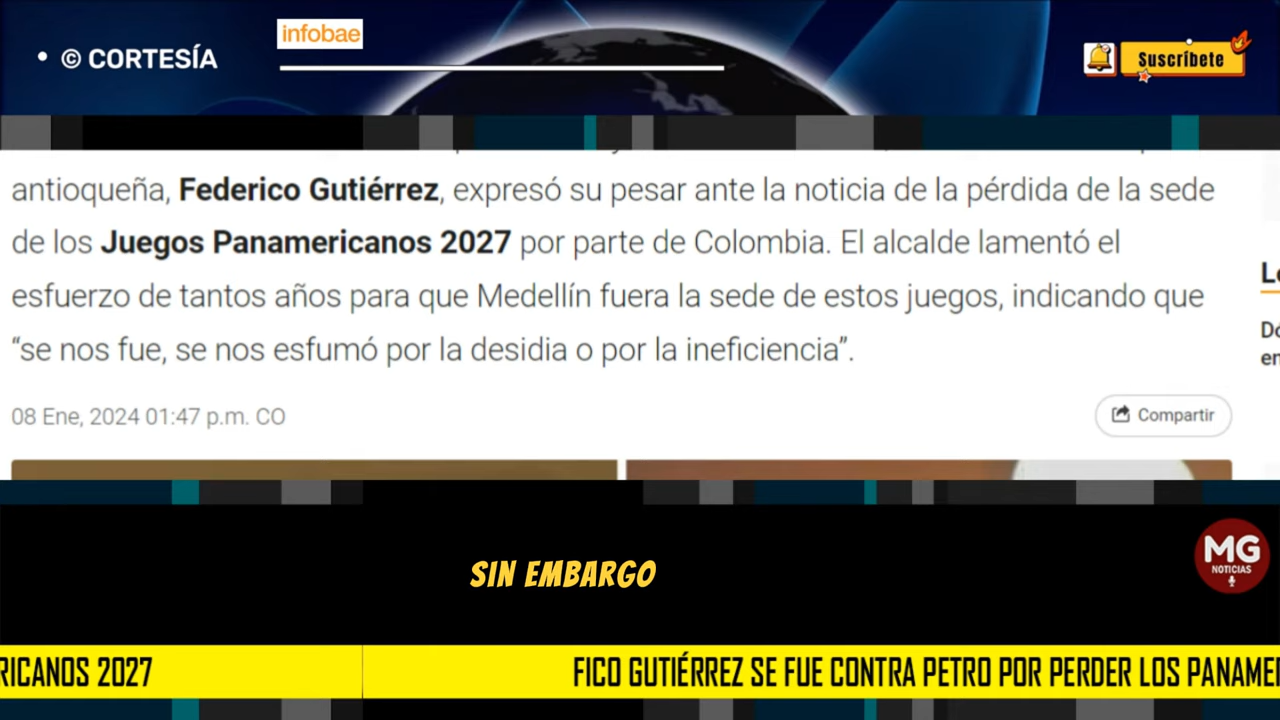 infobae
• © CORTESÍA
Suscríbete
antioqueña, Federico Gutiérrez, expresó su pesar ante la noticia de la pérdida de la sede
de los Juegos Panamericanos 2027 por parte de Colombia. El alcalde lamentó el
esfuerzo de tantos años para que Medellín fuera la sede de estos juegos, indicando que
“se nos fue, se nos esfumó por la desidia o por la ineficiencia”.
08 Ene, 2024 01:47 p.m. CO
Compartir
SIN EMBARGO
MG
NOTICIAS
RICANOS 2027
FICO GUTIÉRREZ SE FUE CONTRA PETRO POR PERDER LOS PANAME